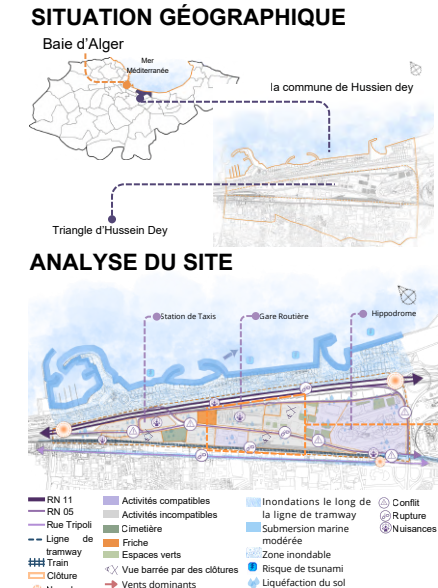 SITUATION GÉOGRAPHIQUE
Baie d'Alger
Mer
Méditerranée
la commune de Hussien dey
Triangle d'Hussein Dey
ANALYSE DU SITE
Station de Taxis
Gare Routière
Hippodrome
RN 11
RN 05
Rue Tripoli
Ligne de
tramway
Train
Clôture
Activités compatibles
Activités incompatibles
Cimetière
Friche
Espaces verts
Vue barrée par des clôtures
Vents dominants
Inondations le long de
la ligne de tramway
Submersion marine
modérée
Zone inondable
Risque de tsunami
Liquéfaction du sol
Conflit
Rupture
Nuisances